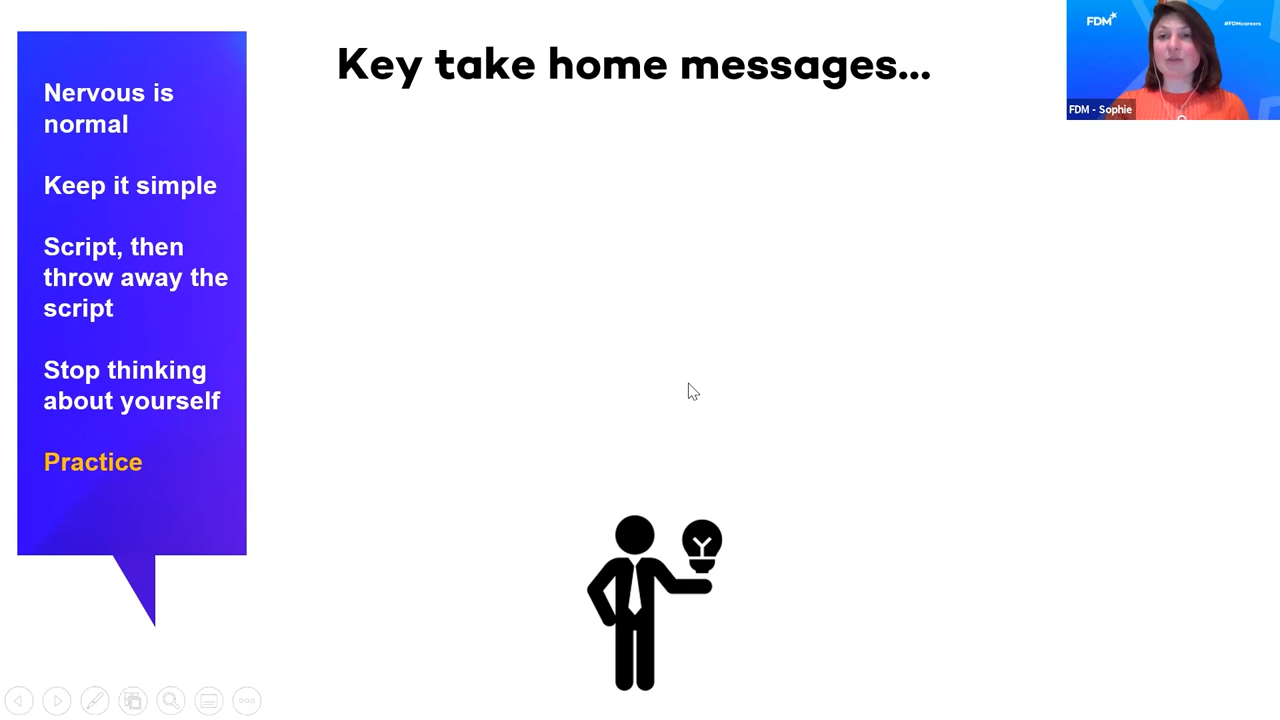 Key take home messages...
Nervous is
normal
Keep it simple
Script, then
throw away the
script
Stop thinking
about yourself
Practice
FDM
#FDMcareers
FDM - Sophie